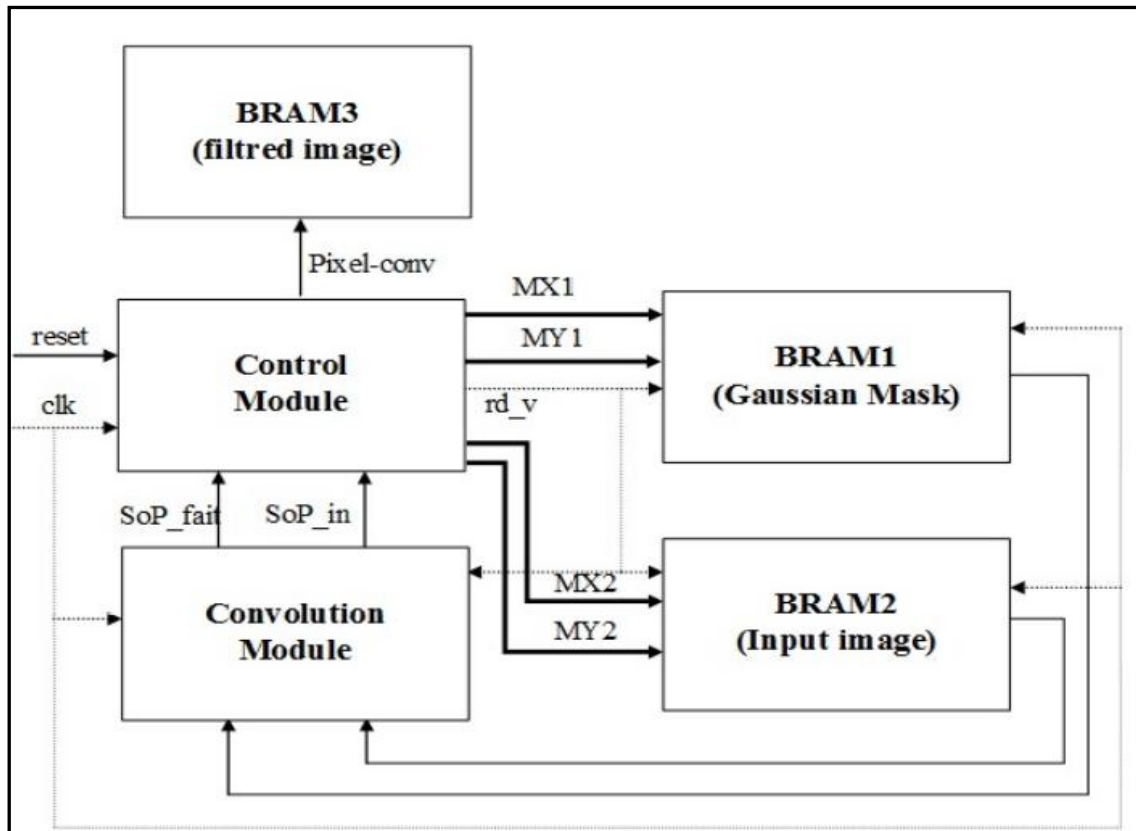 BRAM3
(filtred image)
Pixel-conv
MX1
reset
MY1
Control
Module
BRAM1
(Gaussian Mask)
clk
rd_v
SoP_fait
SoP_in
MX2
Convolution
Module
BRAM2
(Input image)
MY2